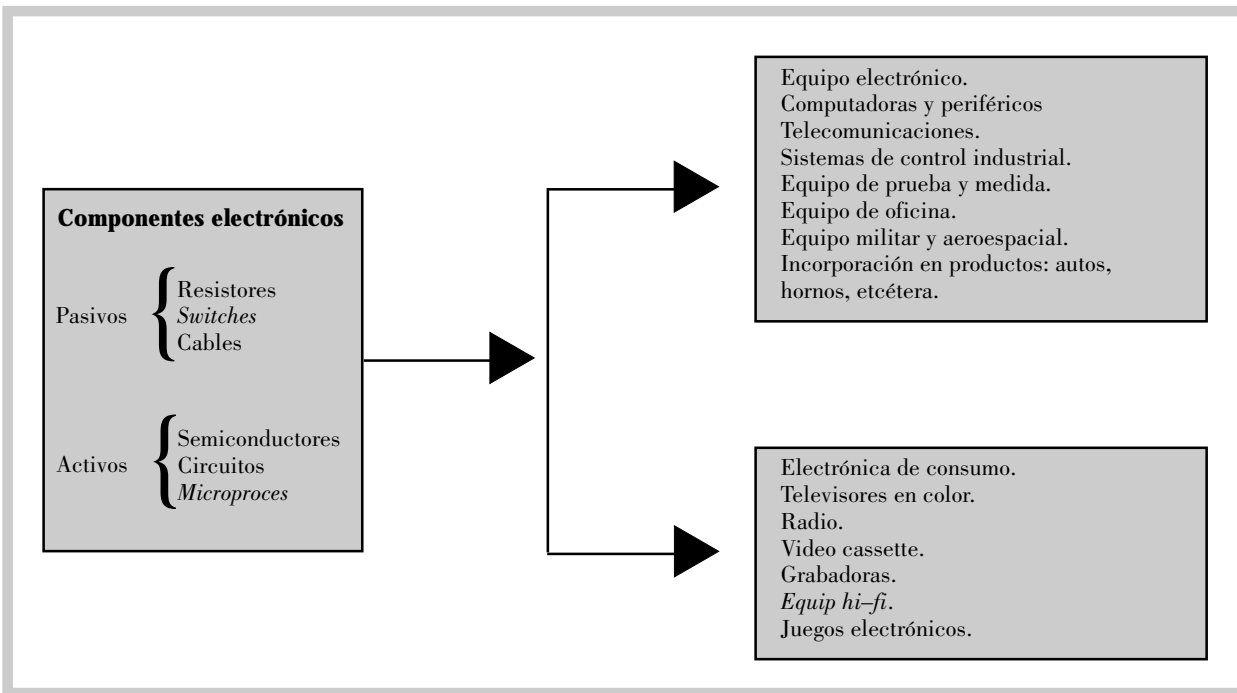 Componentes electrónicos
Pasivos
Resistores
Switches
Cables
Activos
Semiconductores
Circuitos
Microproces
Equipo electrónico.
Computadoras y periféricos
Telecomunicaciones.
Sistemas de control industrial.
Equipo de prueba y medida.
Equipo de oficina.
Equipo militar y aeroespacial.
Incorporación en productos: autos,
hornos, etcétera.
Electrónica de consumo.
Televisores en color.
Radio.
Video cassette.
Grabadoras.
Equip hi–fi.
Juegos electrónicos.